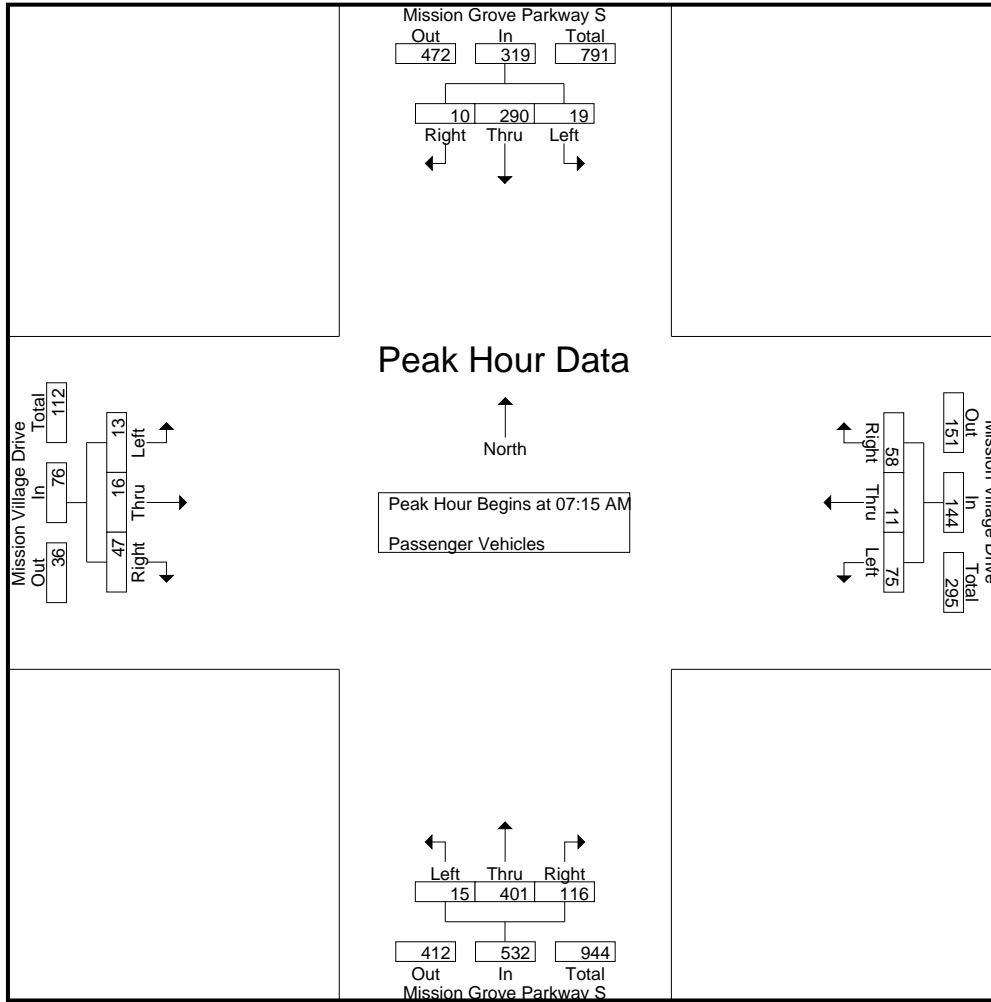 Mission Grove Parkway S
Out In Total
472 319 791
10 290 19
Right Thru Left
Peak Hour Data
North
Peak Hour Begins at 07:15 AM
Passenger Vehicles
Mission Village Drive
Out In Total
36 76 112
Left Thru Right
13 16 47
Mission Village Drive
Out In Total
151 144 295
Right Thru Left
58 11 75
Left Thru Right
15 401 116
412 532 944
Out In Total
Mission Grove Parkway S